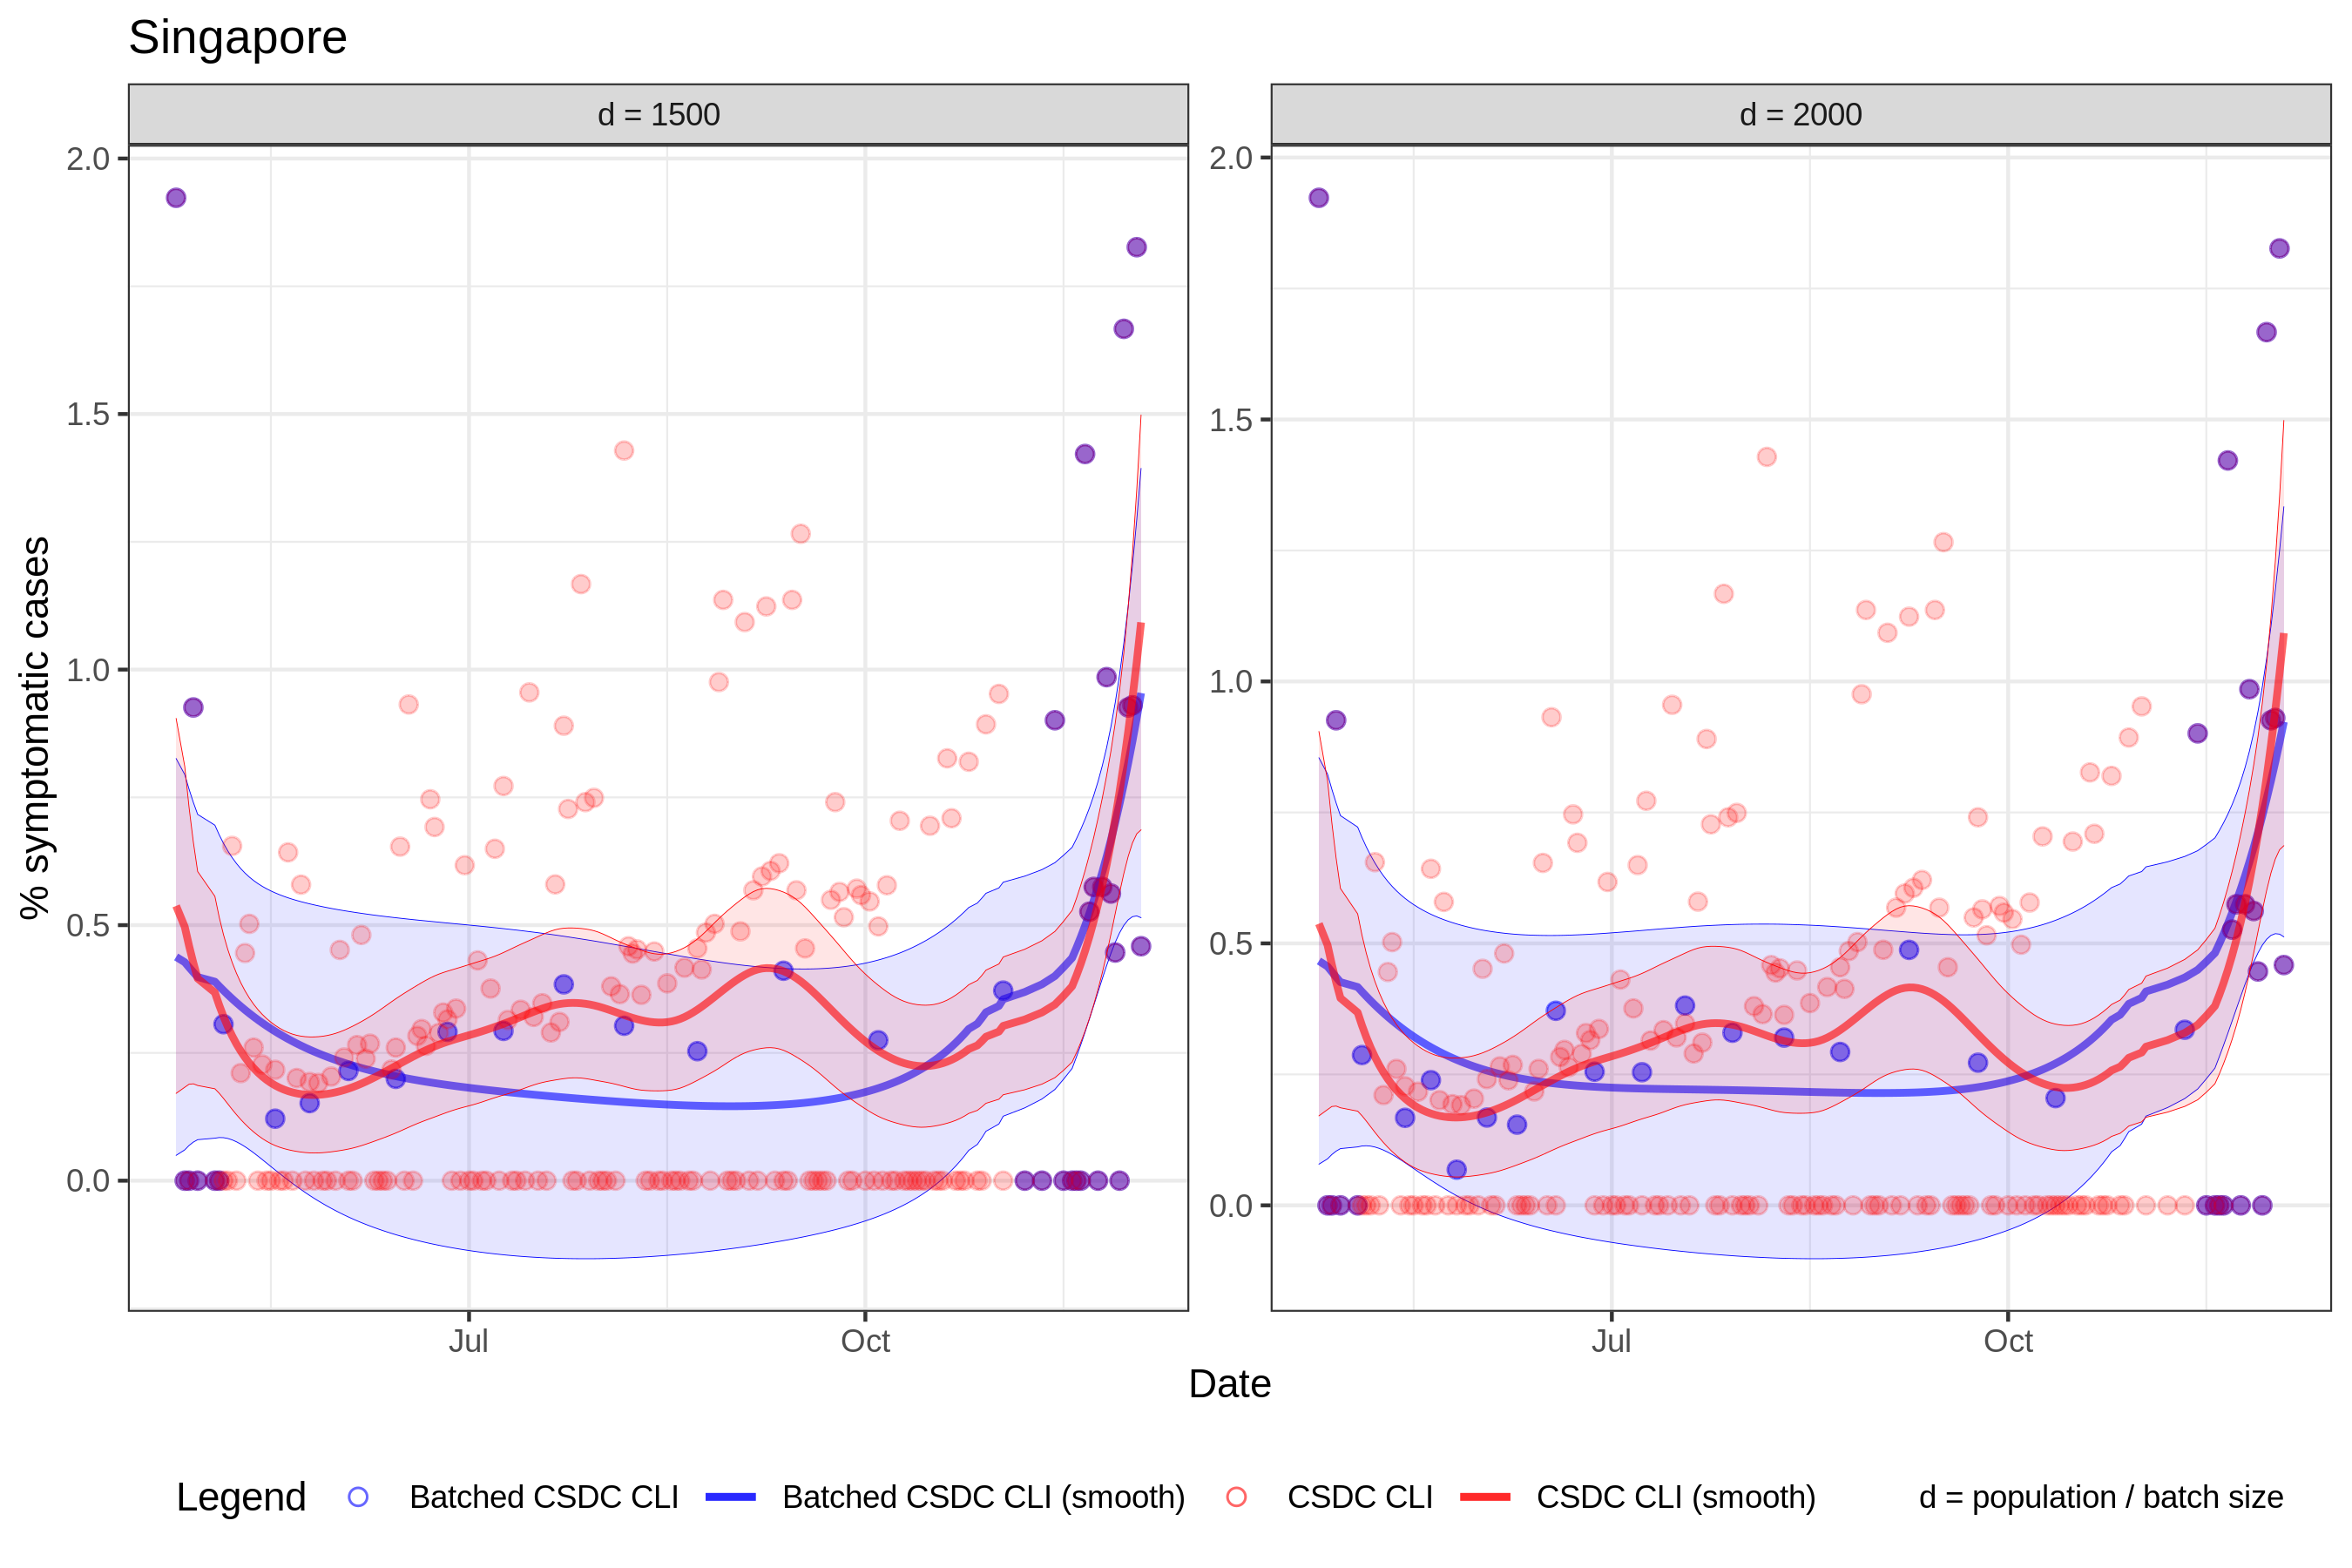 Singapore
d = 1500
d = 2000
2.0
1.5
1.0
0.5
0.0
2.0
1.5
1.0
0.5
0.0
% symptomatic cases
Jul
Oct
Jul
Oct
Date
Legend
Batched CSDC CLI
Batched CSDC CLI (smooth)
CSDC CLI
CSDC CLI (smooth)
d = population / batch size